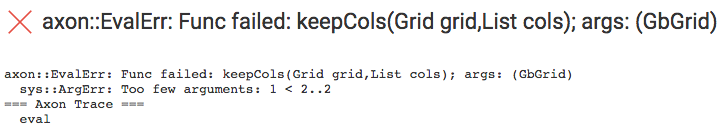 axon::EvalErr: Func failed: keepCols(Grid grid,List cols); args: (GbGrid)
axon::EvalErr: Func failed: keepCols(Grid grid,List cols); args: (GbGrid)
sys::ArgErr: Too few arguments: 1 < 2..2
=== Axon Trace ===
eval